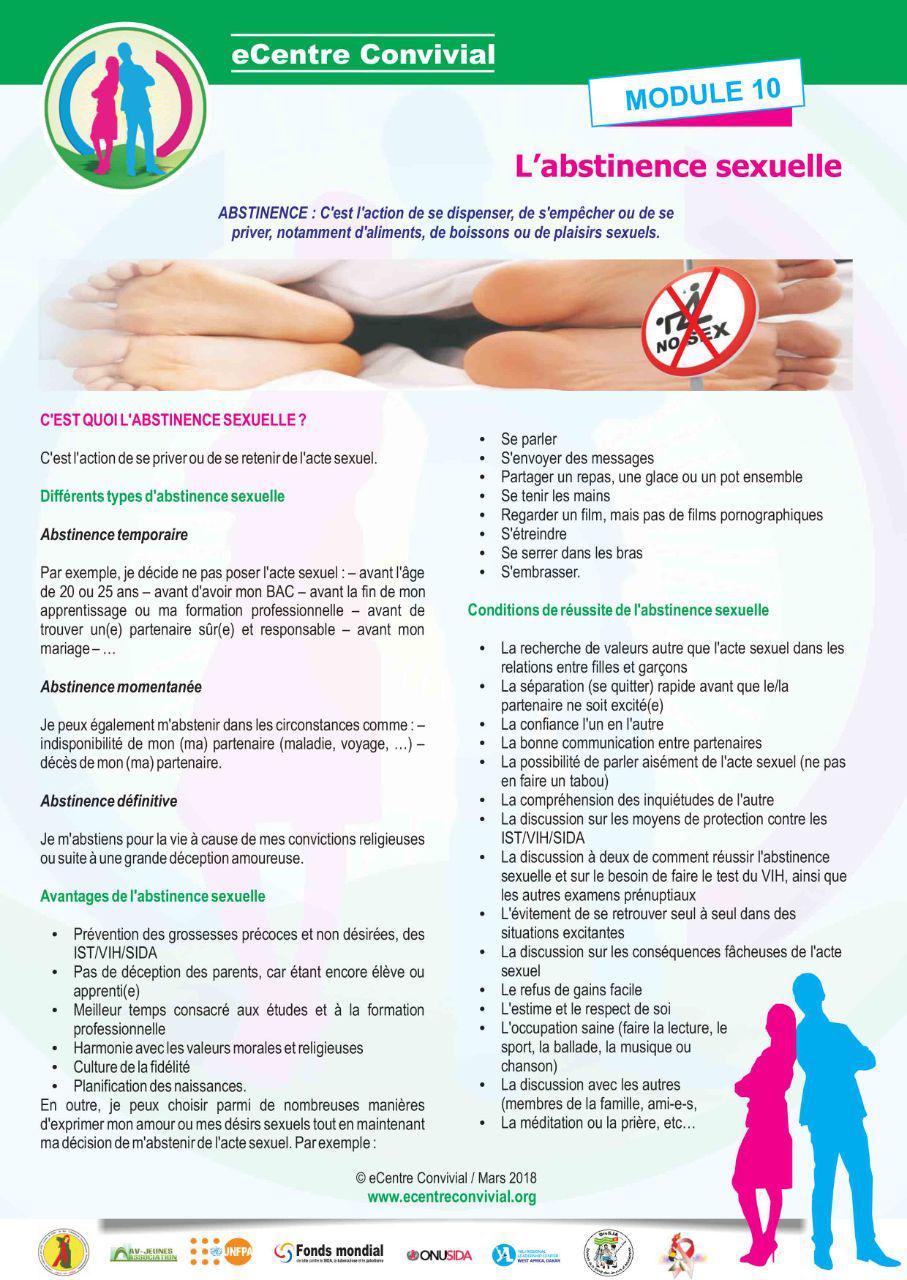 eCentre Convivial
MODULE 10
L'abstinence sexuelle
ABSTINENCE : C'est l'action de se dispenser, de s'empêcher ou de se
priver, notamment d'aliments, de boissons ou de plaisirs sexuels.
NO SEX
C'EST QUOI L'ABSTINENCE SEXUELLE ?
C'est l'action de se priver ou de se retenir de l'acte sexuel.
Différents types d'abstinence sexuelle
Abstinence temporaire
Par exemple, je décide ne pas poser l'acte sexuel : – avant l'âge
de 20 ou 25 ans – avant d'avoir mon BAC – avant la fin de mon
apprentissage ou ma formation professionnelle – avant de
trouver un(e) partenaire sûr(e) et responsable – avant mon
mariage – …
Abstinence momentanée
Je peux également m'abstenir dans les circonstances comme : –
indisponibilité de mon (ma) partenaire (maladie, voyage, …) –
décès de mon (ma) partenaire.
Abstinence définitive
Je m'abstiens pour la vie à cause de mes convictions religieuses
ou suite à une grande déception amoureuse.
Avantages de l'abstinence sexuelle
• Prévention des grossesses précoces et non désirées, des
IST/VIH/SIDA
• Pas de déception des parents, car étant encore élève ou
apprenti(e)
• Meilleur temps consacré aux études et à la formation
professionnelle
• Harmonie avec les valeurs morales et religieuses
• Culture de la fidélité
• Planification des naissances.
En outre, je peux choisir parmi de nombreuses manières
d'exprimer mon amour ou mes désirs sexuels tout en maintenant
ma décision de m'abstenir de l'acte sexuel. Par exemple :
• Se parler
• S'envoyer des messages
• Partager un repas, une glace ou un pot ensemble
• Se tenir les mains
• Regarder un film, mais pas de films pornographiques
• S'étreindre
• Se serrer dans les bras
• S'embrasser.
Conditions de réussite de l'abstinence sexuelle
• La recherche de valeurs autre que l'acte sexuel dans les
relations entre filles et garçons
• La séparation (se quitter) rapide avant que le/la
partenaire ne soit excité(e)
• La confiance l'un en l'autre
• La bonne communication entre partenaires
• La possibilité de parler aisément de l'acte sexuel (ne pas
en faire un tabou)
• La compréhension des inquiétudes de l'autre
• La discussion sur les moyens de protection contre les
IST/VIH/SIDA
• La discussion à deux de comment réussir l'abstinence
sexuelle et sur le besoin de faire le test du VIH, ainsi que
les autres examens prénuptiaux
• L'évitement de se retrouver seul à seul dans des
situations excitantes
• La discussion sur les conséquences fâcheuses de l'acte
sexuel
• Le refus de gains facile
• L'estime et le respect de soi
• L'occupation saine (faire la lecture, le
sport, la ballade, la musique ou
chanson)
• La discussion avec les autres
(membres de la famille, ami-e-s,
• La méditation ou la prière, etc…
© eCentre Convivial / Mars 2018
www.ecentreconvivial.org
AV-JEUNES
ASSOCIATION
UNFPA
Fonds mondial
ONUSIDA
YALI REGIONAL
LEADERSHIP CENTER
WEST AFRICA, DAKAR